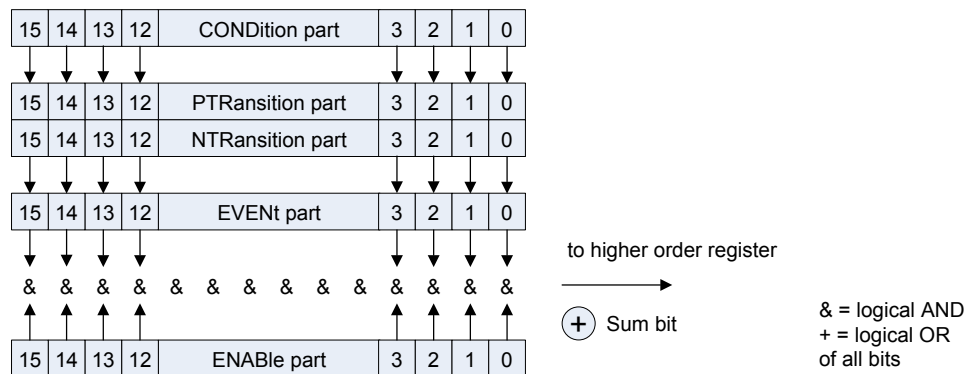 15 14 13 12 CONDition part 3 2 1 0
15 14 13 12 PTRansition part 3 2 1 0
15 14 13 12 NTRansition part 3 2 1 0
15 14 13 12 EVENt part 3 2 1 0
to higher order register
& & & & & & & & & & & & & &
+ Sum bit
& = logical AND
+ = logical OR
of all bits
15 14 13 12 ENABle part 3 2 1 0